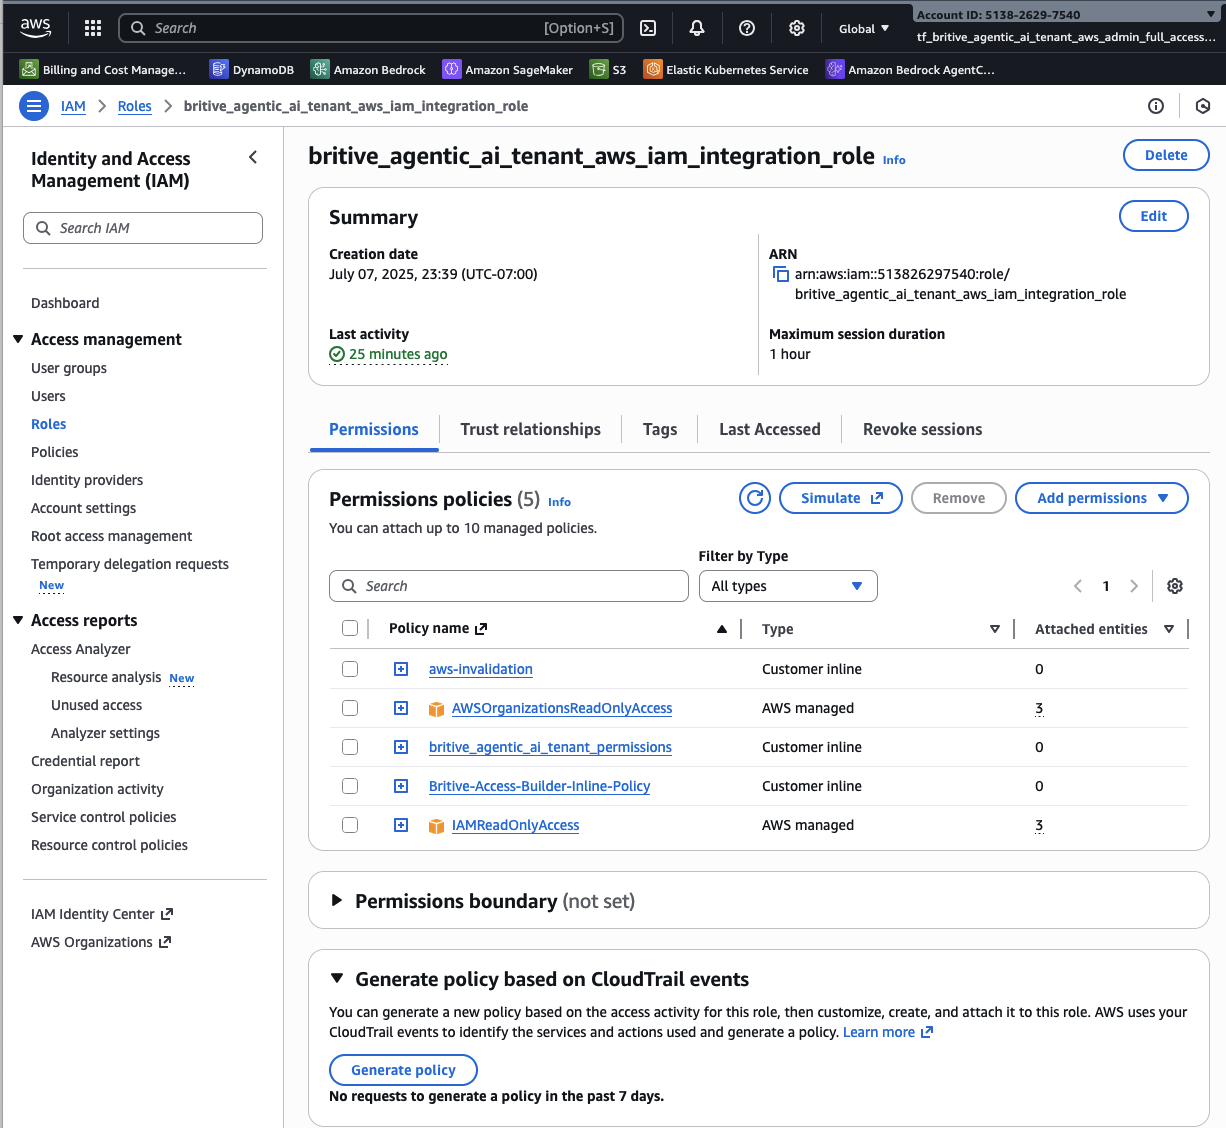 aws
Search
[Option+S]
Global
Account ID: 5138-2629-7540
tf_britive_agentic_ai_tenant_aws_admin_full_access...
Billing and Cost Manage...
DynamoDB
Amazon Bedrock
Amazon SageMaker
S3
Elastic Kubernetes Service
Amazon Bedrock AgentC...
IAM
Roles
britive_agentic_ai_tenant_aws_iam_integration_role
Identity and Access
Management (IAM)
Search IAM
Dashboard
Access management
User groups
Users
Roles
Policies
Identity providers
Account settings
Root access management
Temporary delegation requests
New
Access reports
Access Analyzer
Resource analysis New
Unused access
Analyzer settings
Credential report
Organization activity
Service control policies
Resource control policies
IAM Identity Center
AWS Organizations
britive_agentic_ai_tenant_aws_iam_integration_role Info
Delete
Summary
Edit
Creation date
July 07, 2025, 23:39 (UTC-07:00)
ARN
arn:aws:iam::513826297540:role/
britive_agentic_ai_tenant_aws_iam_integration_role
Last activity
25 minutes ago
Maximum session duration
1 hour
Permissions
Trust relationships
Tags
Last Accessed
Revoke sessions
Permissions policies (5) Info
Simulate
Remove
Add permissions
You can attach up to 10 managed policies.
Filter by Type
Search
All types
1
Policy name
Type
Attached entities
aws-invalidation
Customer inline
0
AWSOrganizationsReadOnlyAccess
AWS managed
3
britive_agentic_ai_tenant_permissions
Customer inline
0
Britive-Access-Builder-Inline-Policy
Customer inline
0
IAMReadOnlyAccess
AWS managed
3
Permissions boundary (not set)
Generate policy based on CloudTrail events
You can generate a new policy based on the access activity for this role, then customize, create, and attach it to this role. AWS uses your
CloudTrail events to identify the services and actions used and generate a policy. Learn more
Generate policy
No requests to generate a policy in the past 7 days.